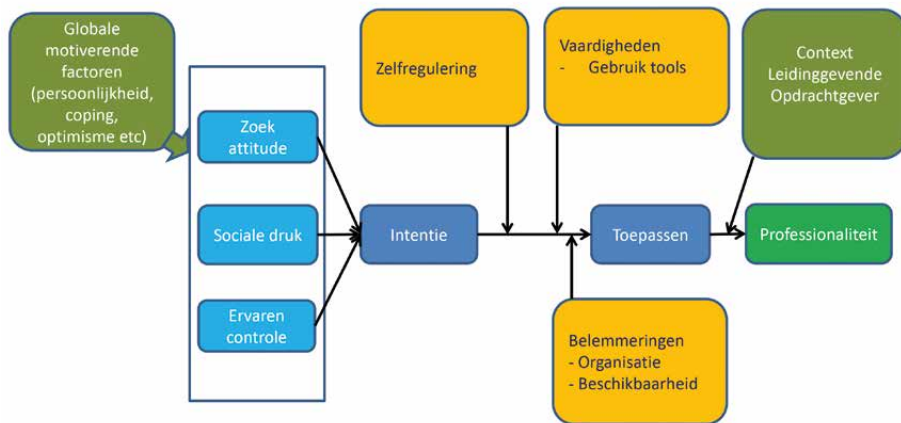 Globale
motiverende
factoren
(persoonlijkheid,
coping,
optimisme etc)
Zoek
attitude
Sociale druk
Ervaren
controle
Intentie
Zelfregulering
Vaardigheden
- Gebruik tools
Belemmeringen
- Organisatie
- Beschikbaarheid
Toepassen
Context
Leidinggevende
Opdrachtgever
Professionaliteit